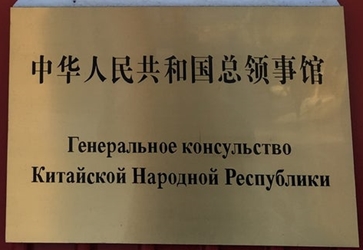 中华人民共和国总领事馆
Генеральное консульство
Китайской Народной Республики